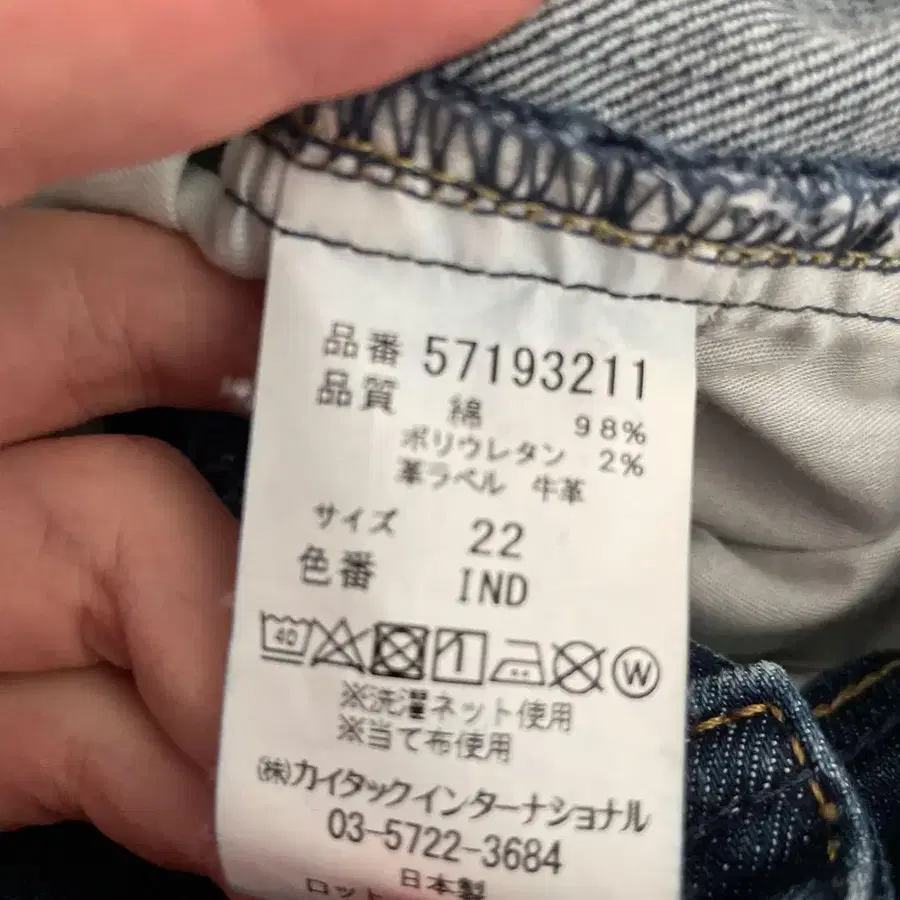 品番 57193211
品質 綿 98%
ポリウレタン 2%
革ラベル 牛革
サイズ 22
色番 IND
40
W
※洗濯ネット使用
※当て布使用
(株)カイタックインターナショナル
03-5722-3684
日本製
ロット